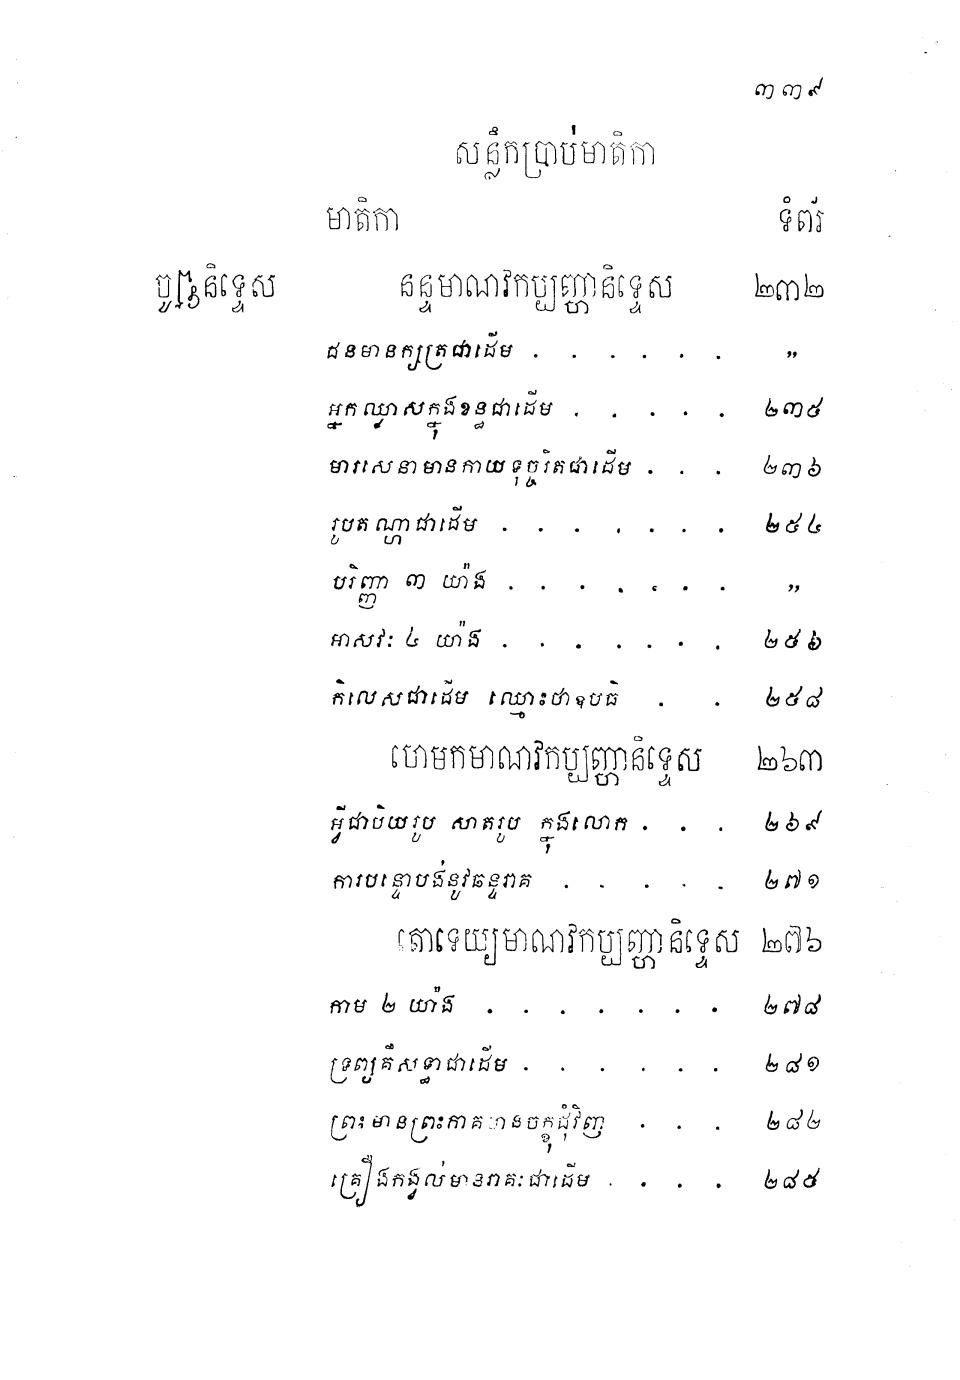 ៣៣៩
សន្លឹកប្រាប់មាតិកា
មាតិកា ទំព័រ
ចូឡនិទ្ទេស នន្ទមាណវកប្បញ្ហានិទ្ទេស ២៣២
ជនមានក្សត្រជាដើម . . . . . . „
អ្នកឈ្វាសក្នុងខន្ធជាដើម . . . . . ២៣៥
មារសេនាមានកាយទុច្ចរិតជាដើម . . . ២៣៦
រូបតណ្ហាជាដើម . . . . . . . ២៥៤
បរិញ្ញា ៣ យ៉ាង . . . . . . . „
អាសវៈ ៤ យ៉ាង . . . . . . . ២៥៦
កិលេសជាដើម ឈ្មោះថាឧបធិ . . ២៥៨
ហេមកមាណវកប្បញ្ហានិទ្ទេស ២៦៣
អ្វីជាបិយរូប សាតរូប ក្នុងលោក . . . ២៦៩
ការបន្ទោបង់នូវឆន្ទរាគ . . . . . ២៧១
តោទេយ្យមាណវកប្បញ្ហានិទ្ទេស ២៧៦
កាម ២ យ៉ាង . . . . . . . ២៧៨
ទ្រព្យគឺសទ្ធាជាដើម . . . . . . ២៨១
ព្រះមានព្រះភាគមានចក្ខុជុំវិញ . . . ២៨២
គ្រឿងកង្វល់មានរាគៈជាដើម . . . . ២៨៥